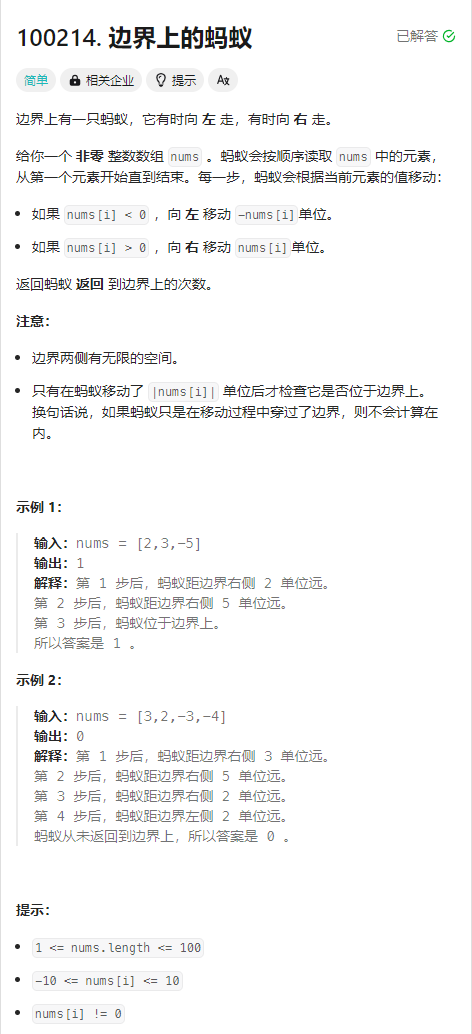 100214. 边界上的蚂蚁
已解答
简单 相关企业 提示
边界上有一只蚂蚁，它有时向 左 走，有时向 右 走。
给你一个 非零 整数数组 nums 。蚂蚁会按顺序读取 nums 中的元素，
从第一个元素开始直到结束。每一步，蚂蚁会根据当前元素的值移动：
• 如果 nums[i] < 0 ，向 左 移动 -nums[i]单位。
• 如果 nums[i] > 0 ，向 右 移动 nums[i]单位。
返回蚂蚁 返回 到边界上的次数。
注意：
• 边界两侧有无限的空间。
• 只有在蚂蚁移动了 |nums[i]| 单位后才检查它是否位于边界上。
换句话说，如果蚂蚁只是在移动过程中穿过了边界，则不会计算在
内。
示例 1：
输入：nums = [2,3,-5]
输出：1
解释：第 1 步后，蚂蚁距边界右侧 2 单位远。
第 2 步后，蚂蚁距边界右侧 5 单位远。
第 3 步后，蚂蚁位于边界上。
所以答案是 1 。
示例 2：
输入：nums = [3,2,-3,-4]
输出：0
解释：第 1 步后，蚂蚁距边界右侧 3 单位远。
第 2 步后，蚂蚁距边界右侧 5 单位远。
第 3 步后，蚂蚁距边界右侧 2 单位远。
第 4 步后，蚂蚁距边界左侧 2 单位远。
蚂蚁从未返回到边界上，所以答案是 0 。
提示：
• 1 <= nums.length <= 100
• -10 <= nums[i] <= 10
• nums[i] != 0